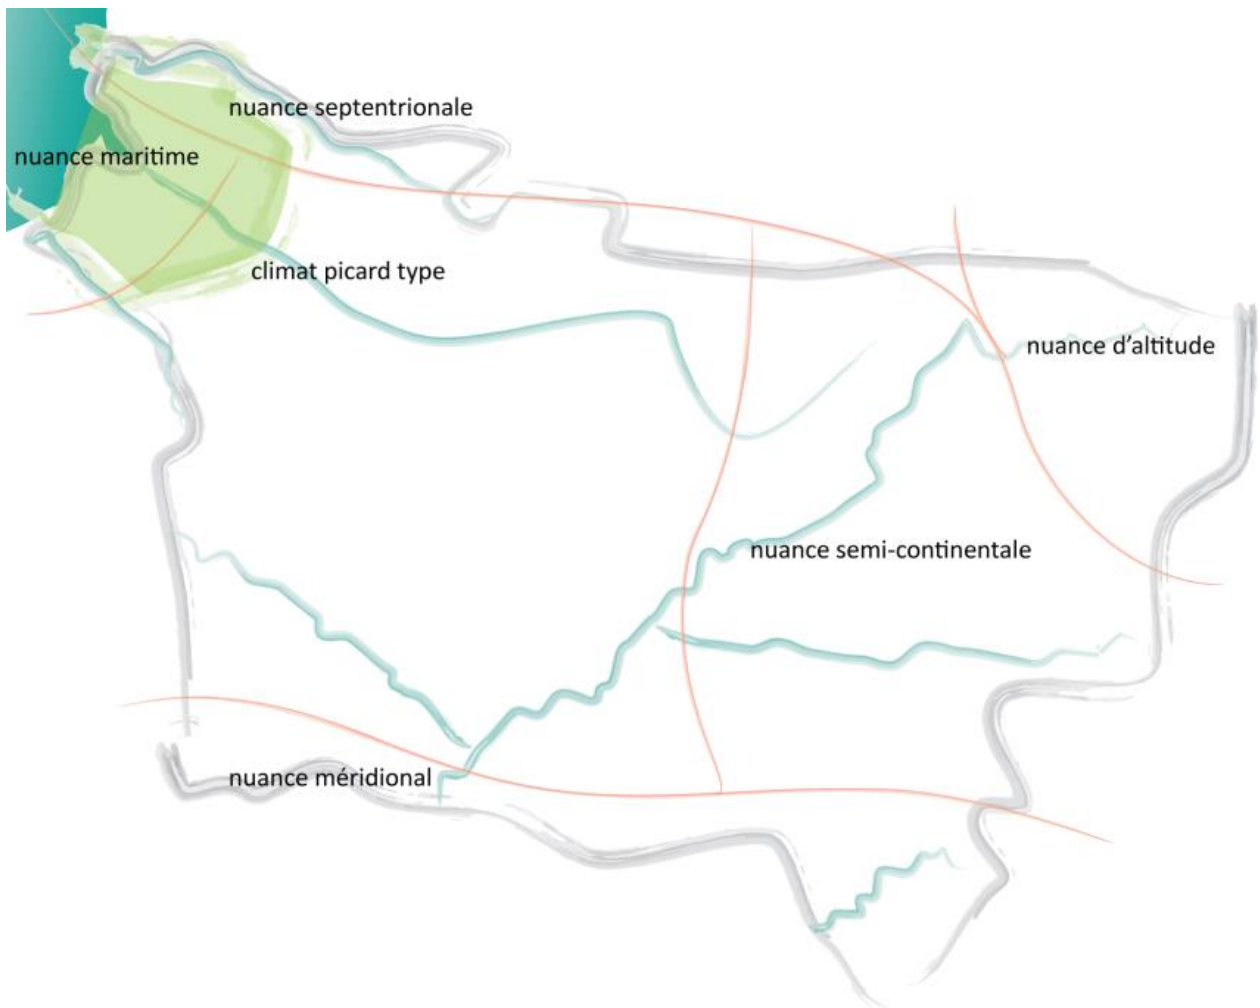 nuance septentrionale
nuance maritime
climat picard type
nuance d'altitude
nuance semi-continentale
nuance méridional